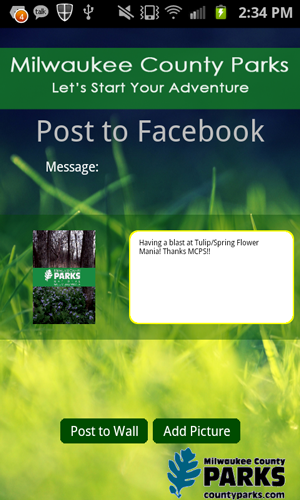 4
talk
2:34 PM
Milwaukee County Parks
Let's Start Your Adventure
Post to Facebook
Message:
PARKS
Having a blast at Tulip/Spring Flower
Mania! Thanks MCPS!!
Post to Wall
Add Picture
Milwaukee County
PARKS
countyparks.com